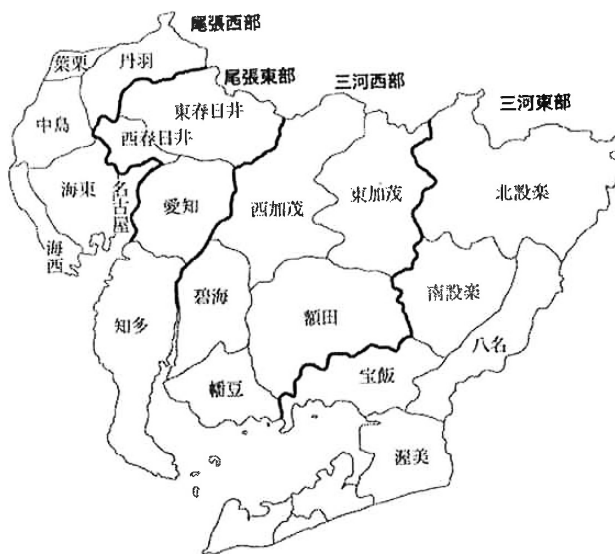 尾張西部
葉栗
丹羽
尾張東部
三河西部
三河東部
東春日井
中島
西春日井
海東
名古屋
愛知
西加茂
東加茂
北設楽
海西
知多
碧海
額田
南設楽
八名
幡豆
宝飯
渥美